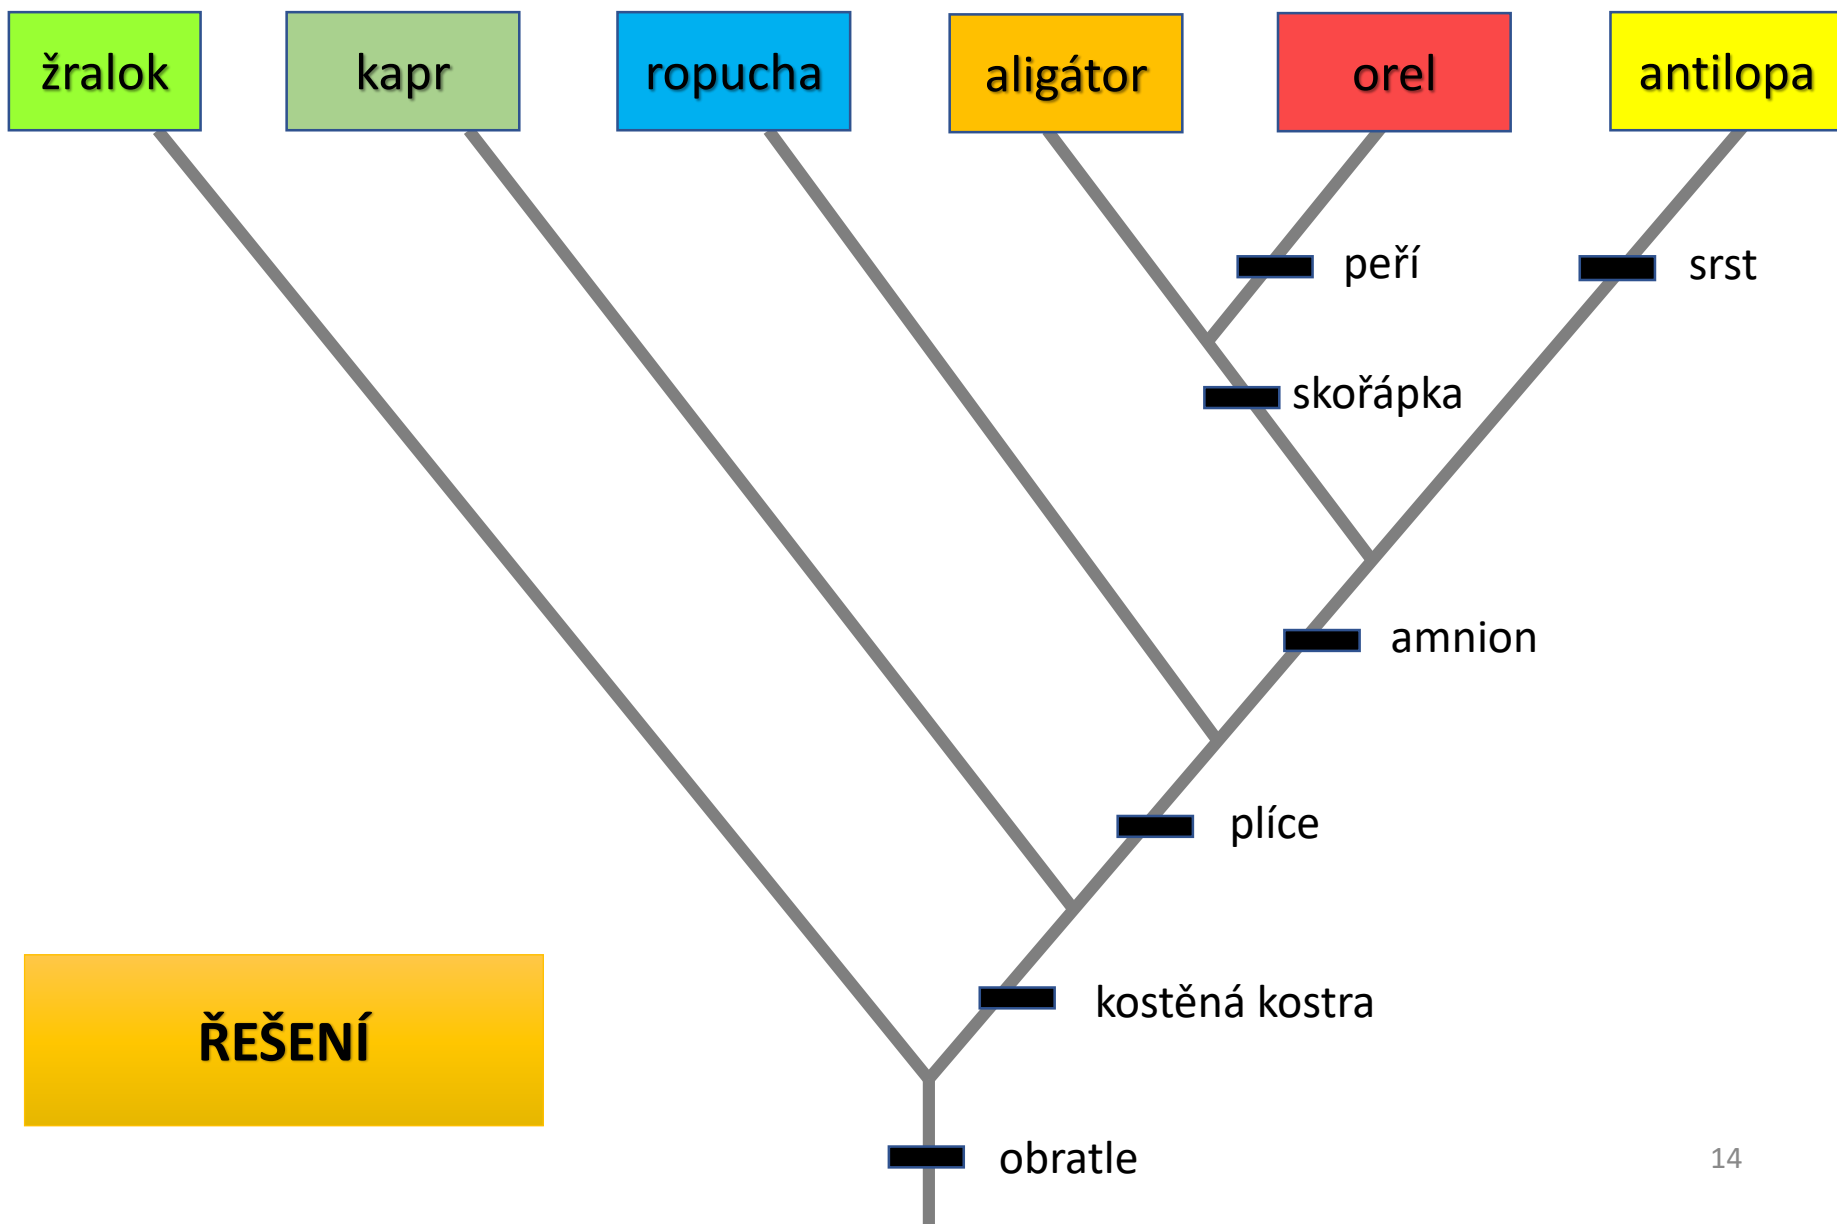 žralok
kapr
ropucha
aligátor
orel
antilopa
peří
srst
skořápka
amnion
plíce
kostěná kostra
ŘEŠENÍ
obratle
14